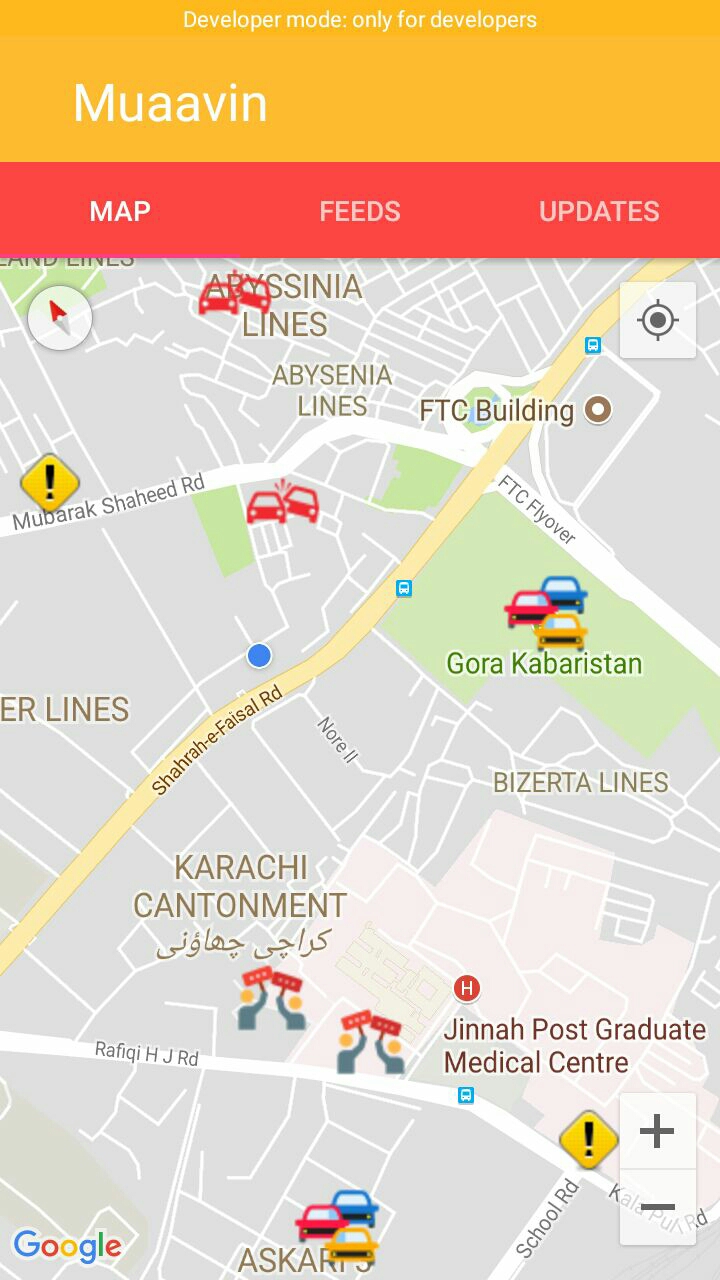 Developer mode: only for developers
Muaavin
MAP
FEEDS
UPDATES
LAND LINES
ABYSSINIA
LINES
ABYSENIA
LINES
FTC Building
Mubarak Shaheed Rd
FTC Flyover
Gora Kabaristan
ER LINES
Shahrah-e-Faisal Rd
Nore II
BIZERTA LINES
KARACHI
CANTONMENT
کراچی چھاؤنی
H
Jinnah Post Graduate
Medical Centre
Rafiqi H J Rd
School Rd
Kala Pul Rd
Google
ASKARI 3